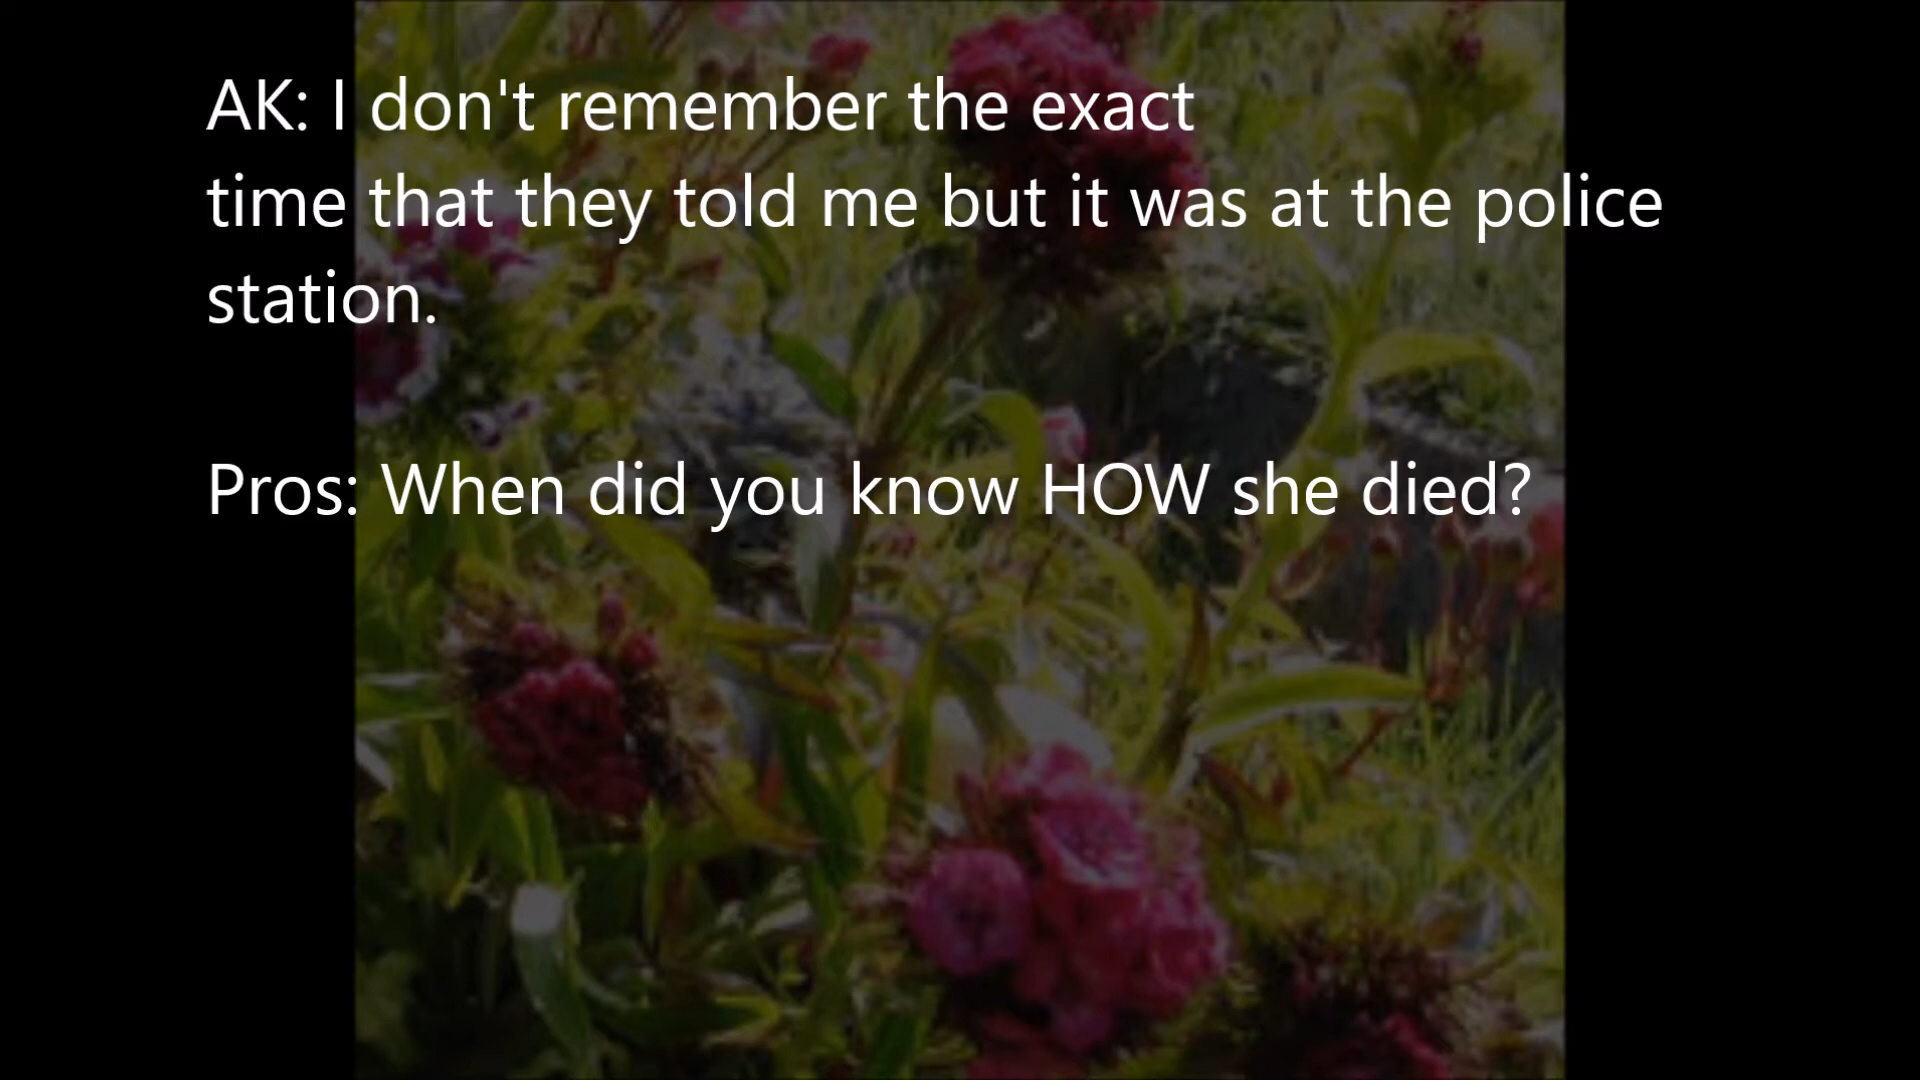 AK: I don't remember the exact
time that they told me but it was at the police
station.
Pros: When did you know HOW she died?